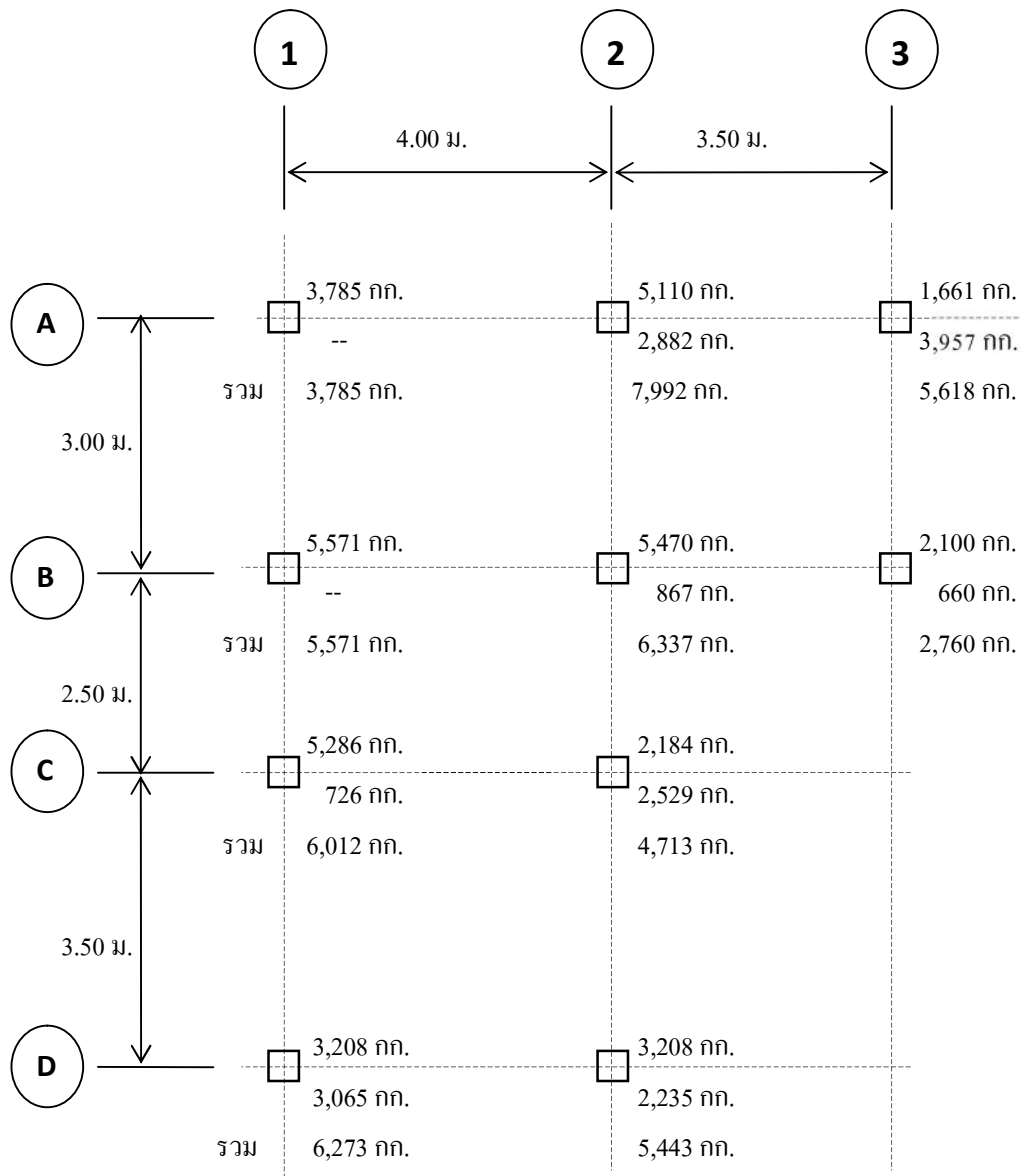 1 2 3
4.00 ม. 3.50 ม.
3,785 กก. 5,110 กก. 1,661 กก.
A
-- 2,882 กก. 3,957 กก.
รวม 3,785 กก. 7,992 กก. 5,618 กก.
3.00 ม.
5,571 กก. 5,470 กก. 2,100 กก.
B
-- 867 กก. 660 กก.
รวม 5,571 กก. 6,337 กก. 2,760 กก.
2.50 ม.
5,286 กก. 2,184 กก.
C
726 กก. 2,529 กก.
รวม 6,012 กก. 4,713 กก.
3.50 ม.
3,208 กก. 3,208 กก.
D
3,065 กก. 2,235 กก.
รวม 6,273 กก. 5,443 กก.